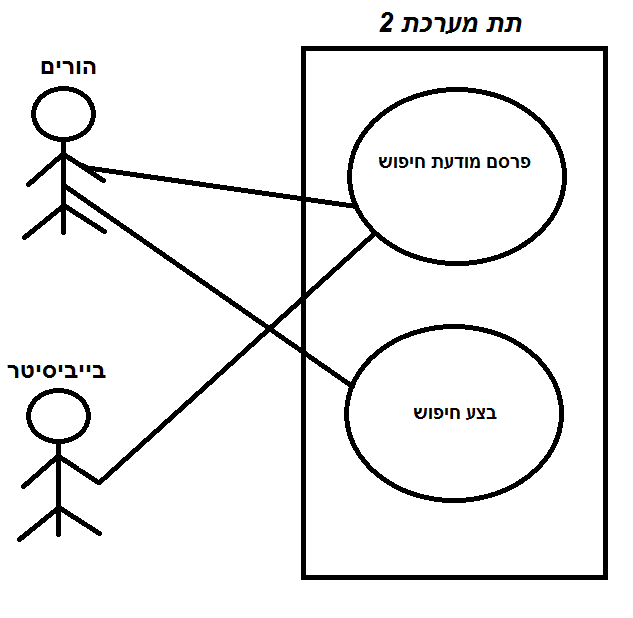 תת מערכת 2
הורים
פרסם מודעת חיפוש
בייביסיטר
בצע חיפוש